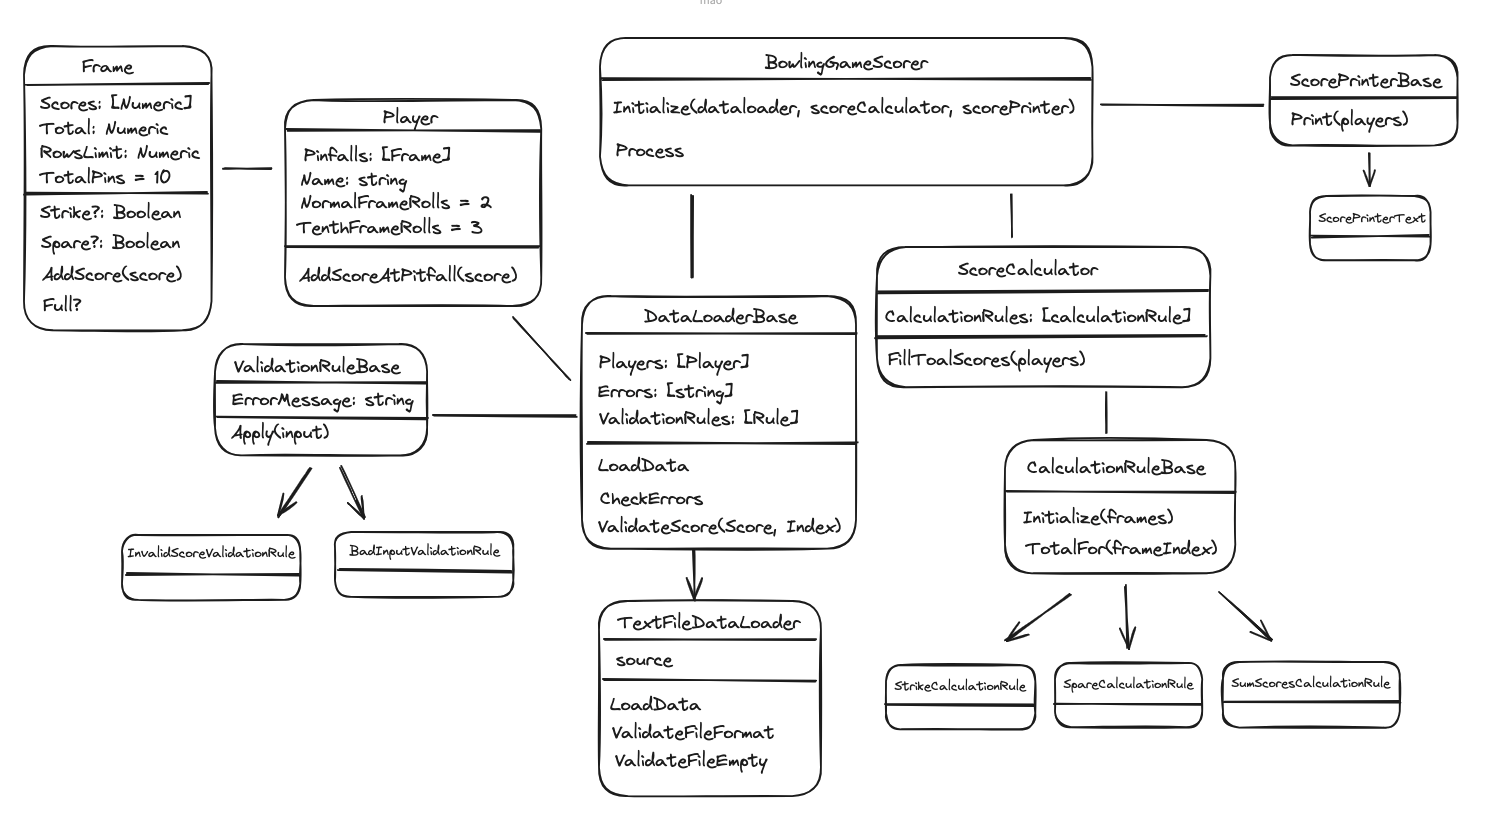 Frame
Scores: [Numeric]
Total: Numeric
RowsLimit: Numeric
TotalPins = 10
Strike?: Boolean
Spare?: Boolean
AddScore(score)
Full?
Player
Pinfalls: [Frame]
Name: string
NormalFrameRolls = 2
TenthFrameRolls = 3
AddScoreAtPitfall(score)
BowlingGameScorer
Initialize(dataloader, scoreCalculator, scorePrinter)
Process
ScorePrinterBase
Print(players)
ScorePrinterText
ValidationRuleBase
ErrorMessage: string
Apply(input)
InvalidScoreValidationRule
BadInputValidationRule
DataLoaderBase
Players: [Player]
Errors: [string]
ValidationRules: [Rule]
LoadData
CheckErrors
ValidateScore(Score, Index)
TextFileDataLoader
source
LoadData
ValidateFileFormat
ValidateFileEmpty
ScoreCalculator
CalculationRules: [calculationRule]
FillToalScores(players)
CalculationRuleBase
Initialize(frames)
TotalFor(frameIndex)
StrikeCalculationRule
SpareCalculationRule
SumScoresCalculationRule